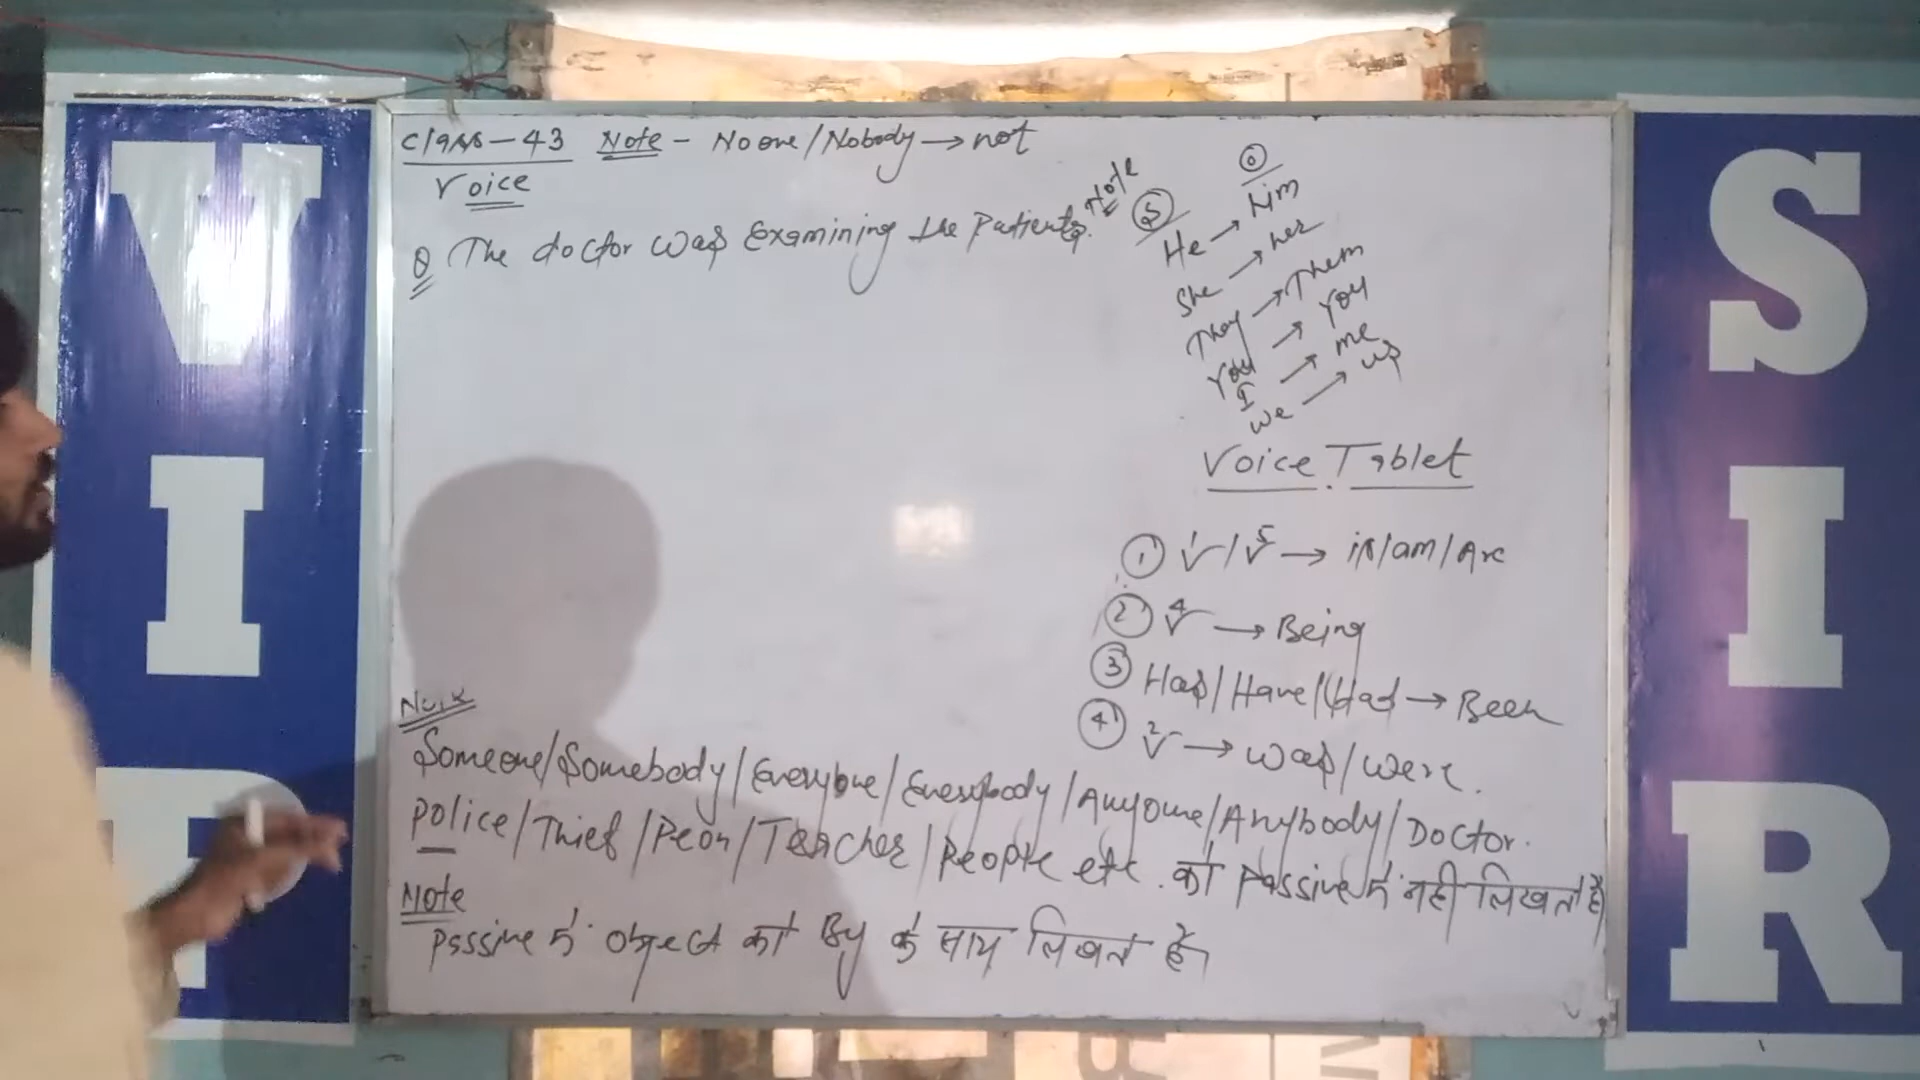 VIP
SIR
Class-43 Note - No one/Nobody → not
Voice
Q The doctor was Examining the Patients.
Note
S O
He → him
She → her
They → Them
You → You
I → me
We → us
Voice Tablet
① V¹/V⁵ → is/am/Are
② V⁴ → Being
③ Has/Have/Had → Been
④ V² → was/were.
Someone/Somebody/Everyone/Everybody/Anyone/Anybody/Doctor.
Police/Thief/Peon/Teacher/People etc. को Passive में नहीं लिखते हैं
Note
Passive में object को By के साथ लिखते हैं